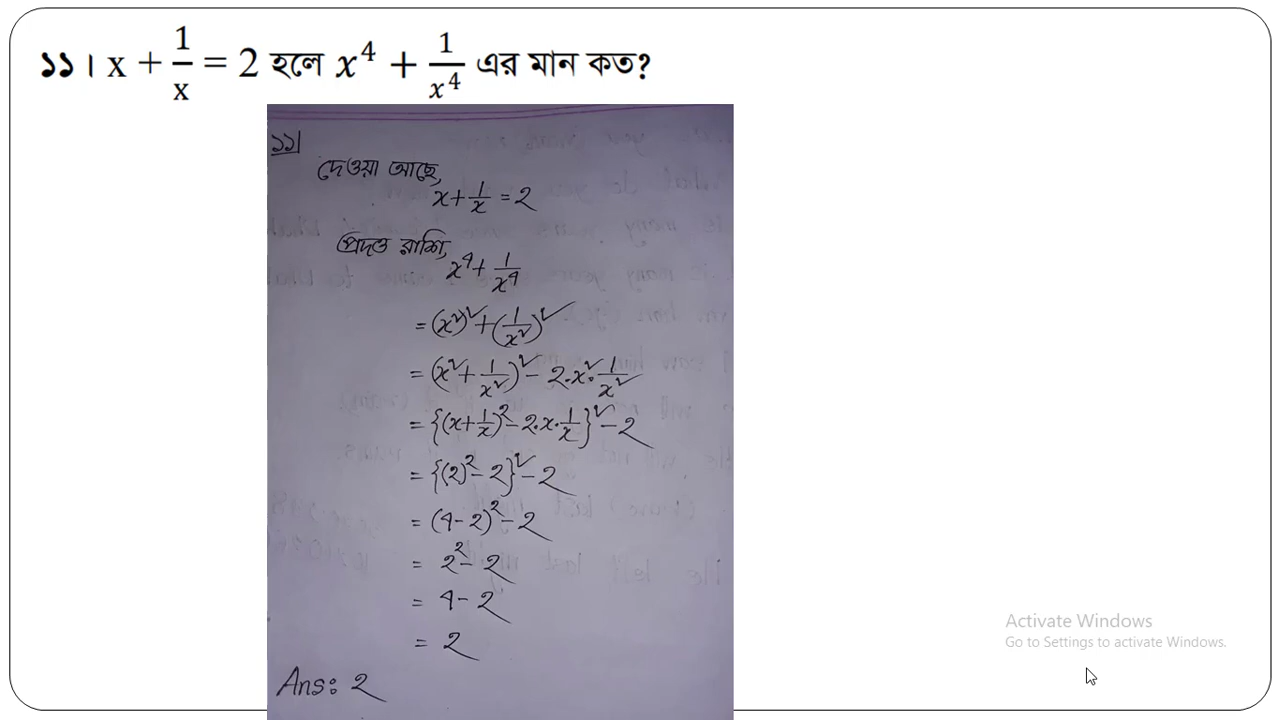 ১১। x + 1/x = 2 হলে x⁴ + 1/x⁴ এর মান কত?
১১|
দেওয়া আছে,
x + 1/x = 2
প্রদত্ত রাশি,
x⁴ + 1/x⁴
= (x²)² + (1/x²)²
= (x² + 1/x²)² - 2·x²·1/x²
= {(x + 1/x)² - 2·x·1/x}² - 2
= {(2)² - 2}² - 2
= (4 - 2)² - 2
= 2² - 2
= 4 - 2
= 2
Ans: 2
Activate Windows
Go to Settings to activate Windows.